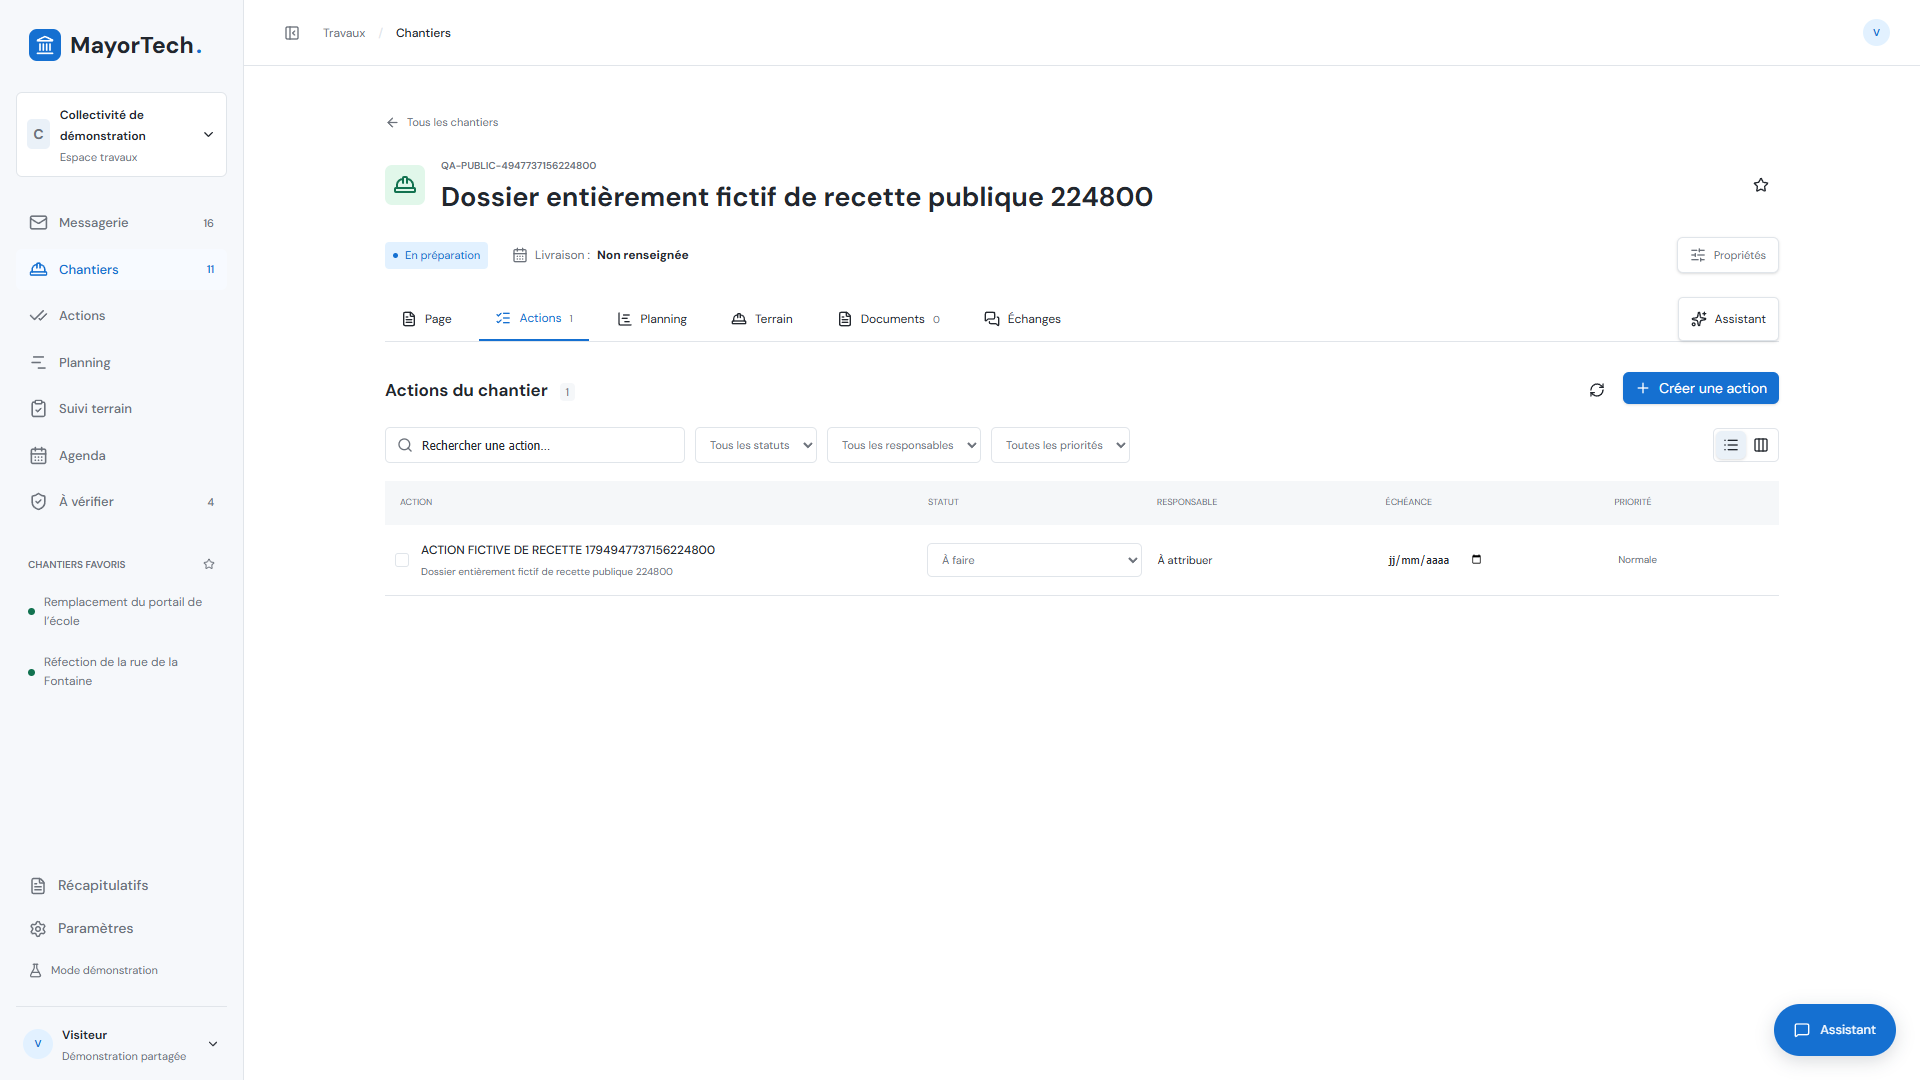 MayorTech.
Travaux / Chantiers
V
C
Collectivité de
démonstration
Espace travaux
Messagerie 16
Chantiers 11
Actions
Planning
Suivi terrain
Agenda
À vérifier 4
CHANTIERS FAVORIS
Remplacement du portail de
l'école
Réfection de la rue de la
Fontaine
Récapitulatifs
Paramètres
Mode démonstration
V
Visiteur
Démonstration partagée
Tous les chantiers
QA-PUBLIC-4947737156224800
Dossier entièrement fictif de recette publique 224800
En préparation
Livraison : Non renseignée
Propriétés
Page
Actions 1
Planning
Terrain
Documents 0
Échanges
Assistant
Actions du chantier 1
Créer une action
Rechercher une action...
Tous les statuts
Tous les responsables
Toutes les priorités
ACTION STATUT RESPONSABLE ÉCHÉANCE PRIORITÉ
ACTION FICTIVE DE RECETTE 1794947737156224800
Dossier entièrement fictif de recette publique 224800
À faire
À attribuer
jj/mm/aaaa
Normale
Assistant